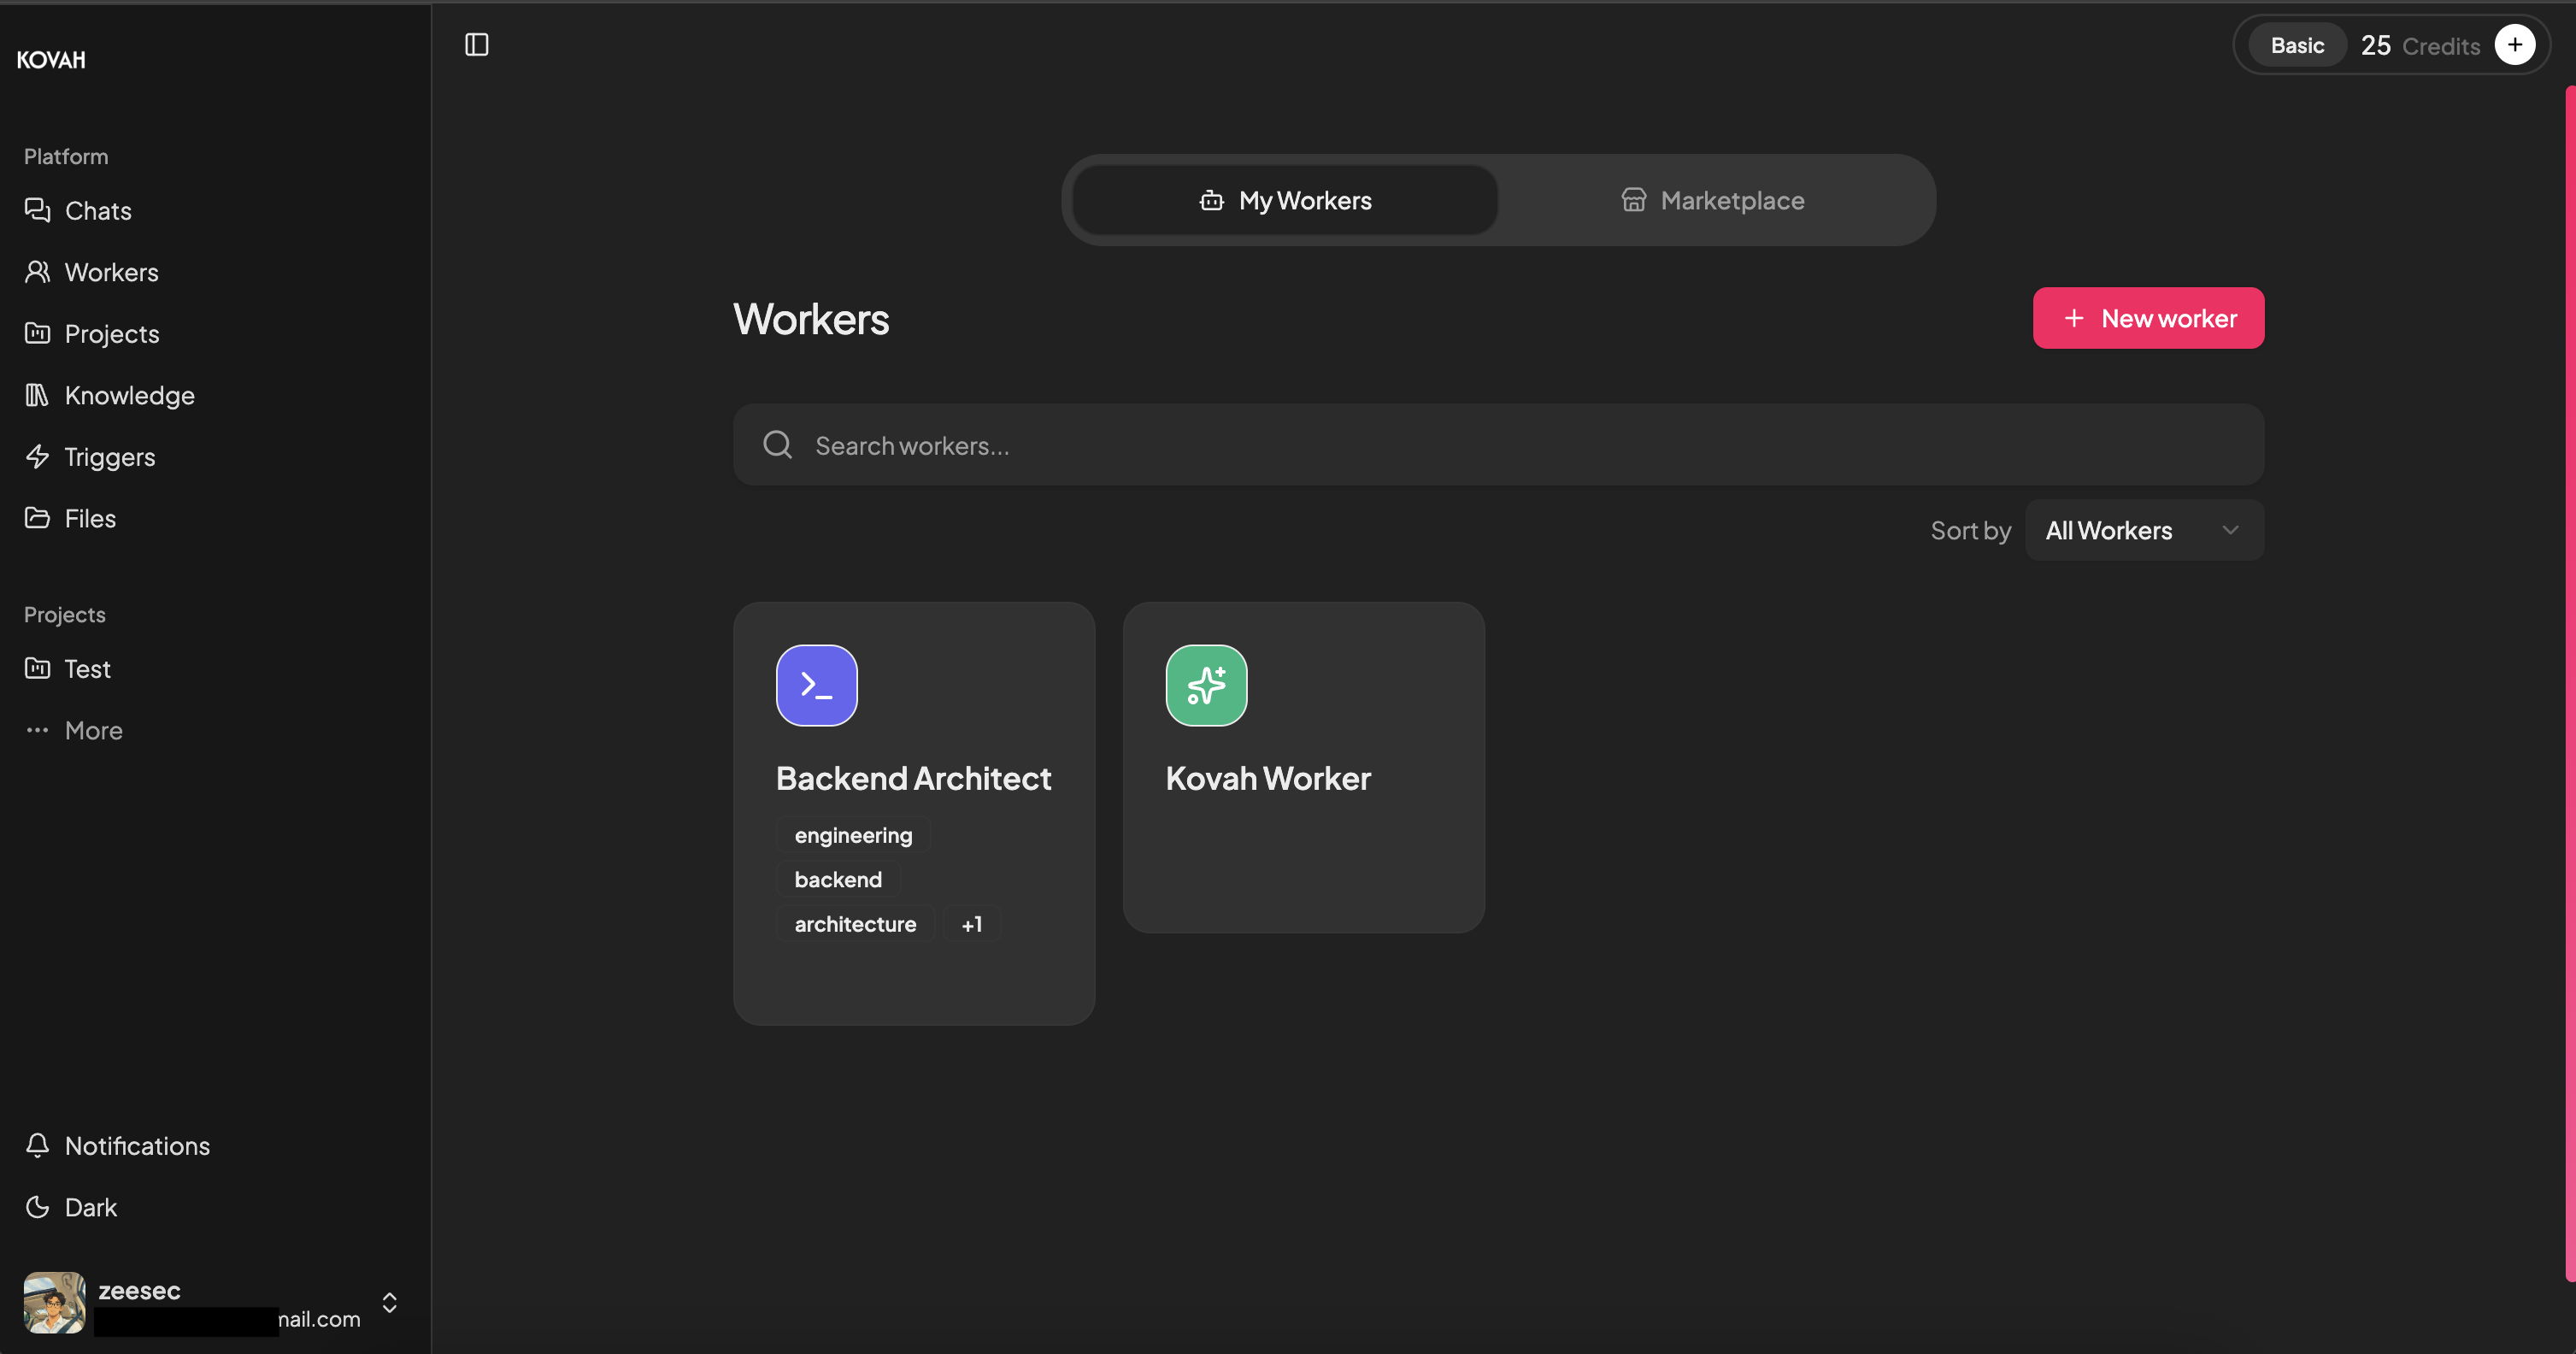 KOVAH
Platform
Chats
Workers
Projects
Knowledge
Triggers
Files
Projects
Test
More
Notifications
Dark
zeesec
mail.com
Basic 25 Credits
My Workers
Marketplace
Workers
New worker
Search workers...
Sort by All Workers
Backend Architect
engineering
backend
architecture +1
Kovah Worker